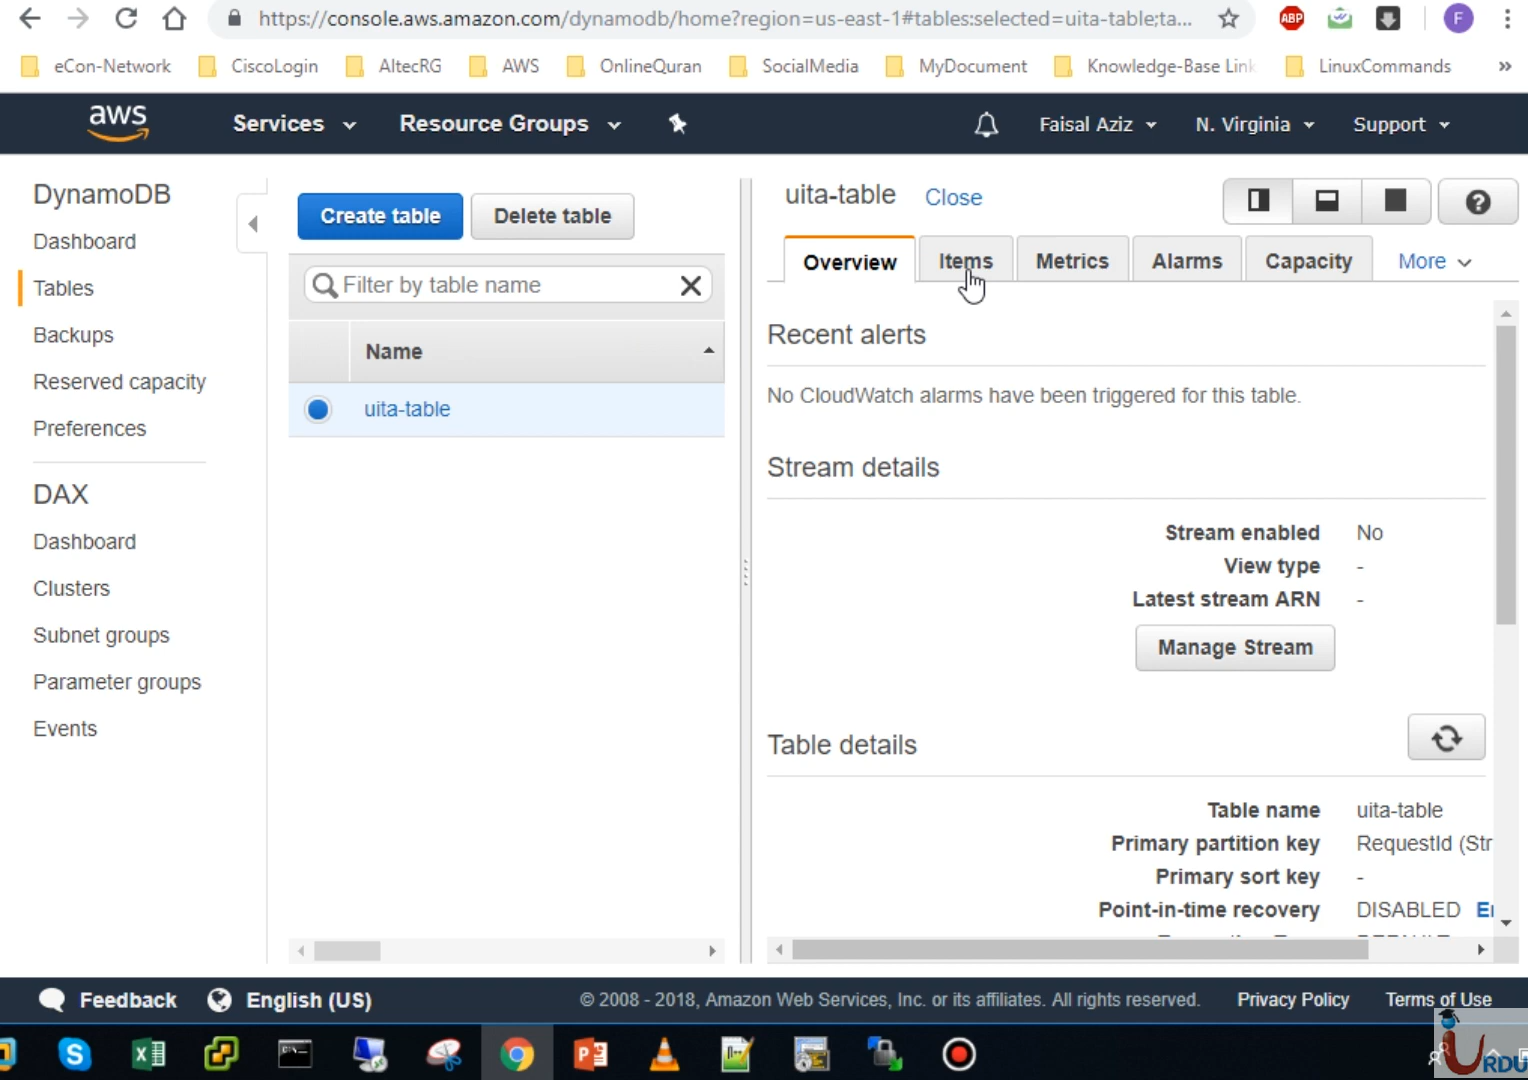 https://console.aws.amazon.com/dynamodb/home?region=us-east-1#tables:selected=uita-table;ta...
ABP
F
eCon-Network
CiscoLogin
AltecRG
AWS
OnlineQuran
SocialMedia
MyDocument
Knowledge-Base Link
LinuxCommands
»
aws
Services
Resource Groups
Faisal Aziz
N. Virginia
Support
DynamoDB
Dashboard
Tables
Backups
Reserved capacity
Preferences
DAX
Dashboard
Clusters
Subnet groups
Parameter groups
Events
Create table
Delete table
Filter by table name
Name
uita-table
uita-table
Close
Overview
Items
Metrics
Alarms
Capacity
More
Recent alerts
No CloudWatch alarms have been triggered for this table.
Stream details
Stream enabled No
View type -
Latest stream ARN -
Manage Stream
Table details
Table name uita-table
Primary partition key RequestId (Str
Primary sort key -
Point-in-time recovery DISABLED
Feedback
English (US)
© 2008 - 2018, Amazon Web Services, Inc. or its affiliates. All rights reserved.
Privacy Policy
Terms of Use
URDU